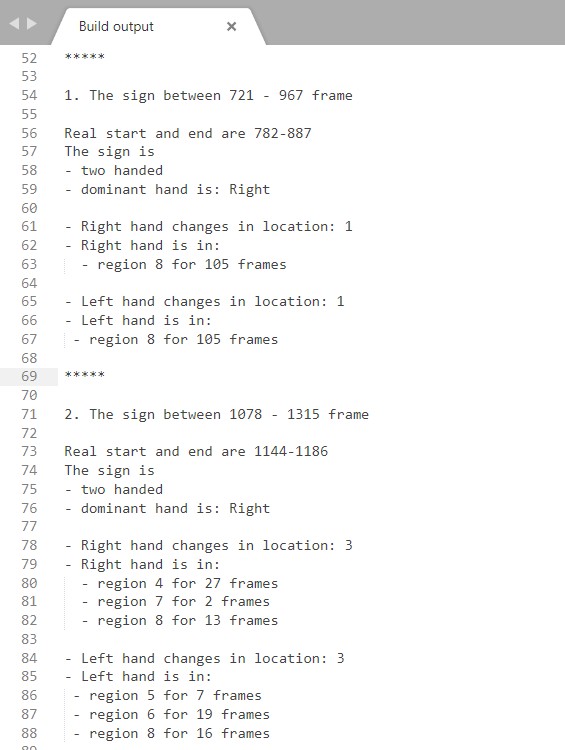 Build output ×
52 *****
53
54 1. The sign between 721 - 967 frame
55
56 Real start and end are 782-887
57 The sign is
58 - two handed
59 - dominant hand is: Right
60
61 - Right hand changes in location: 1
62 - Right hand is in:
63 - region 8 for 105 frames
64
65 - Left hand changes in location: 1
66 - Left hand is in:
67 - region 8 for 105 frames
68
69 *****
70
71 2. The sign between 1078 - 1315 frame
72
73 Real start and end are 1144-1186
74 The sign is
75 - two handed
76 - dominant hand is: Right
77
78 - Right hand changes in location: 3
79 - Right hand is in:
80 - region 4 for 27 frames
81 - region 7 for 2 frames
82 - region 8 for 13 frames
83
84 - Left hand changes in location: 3
85 - Left hand is in:
86 - region 5 for 7 frames
87 - region 6 for 19 frames
88 - region 8 for 16 frames